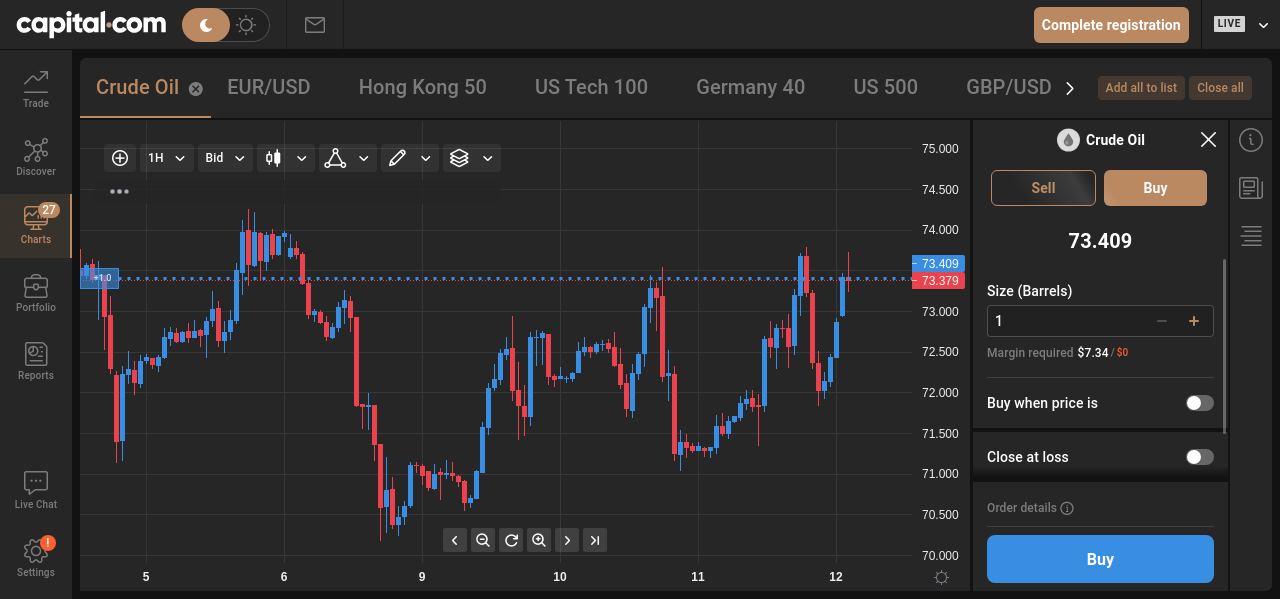 capital.com
Complete registration
LIVE
Trade
Discover
27
Charts
Portfolio
Reports
Live Chat
!
Settings
Crude Oil
EUR/USD
Hong Kong 50
US Tech 100
Germany 40
US 500
GBP/USD
Add all to list
Close all
1H
Bid
+1.0
75.000
74.500
74.000
73.409
73.379
73.000
72.500
72.000
71.500
71.000
70.500
70.000
5
6
9
10
11
12
Crude Oil
Sell
Buy
73.409
Size (Barrels)
1
Margin required $7.34 / $0
Buy when price is
Close at loss
Order details
Buy